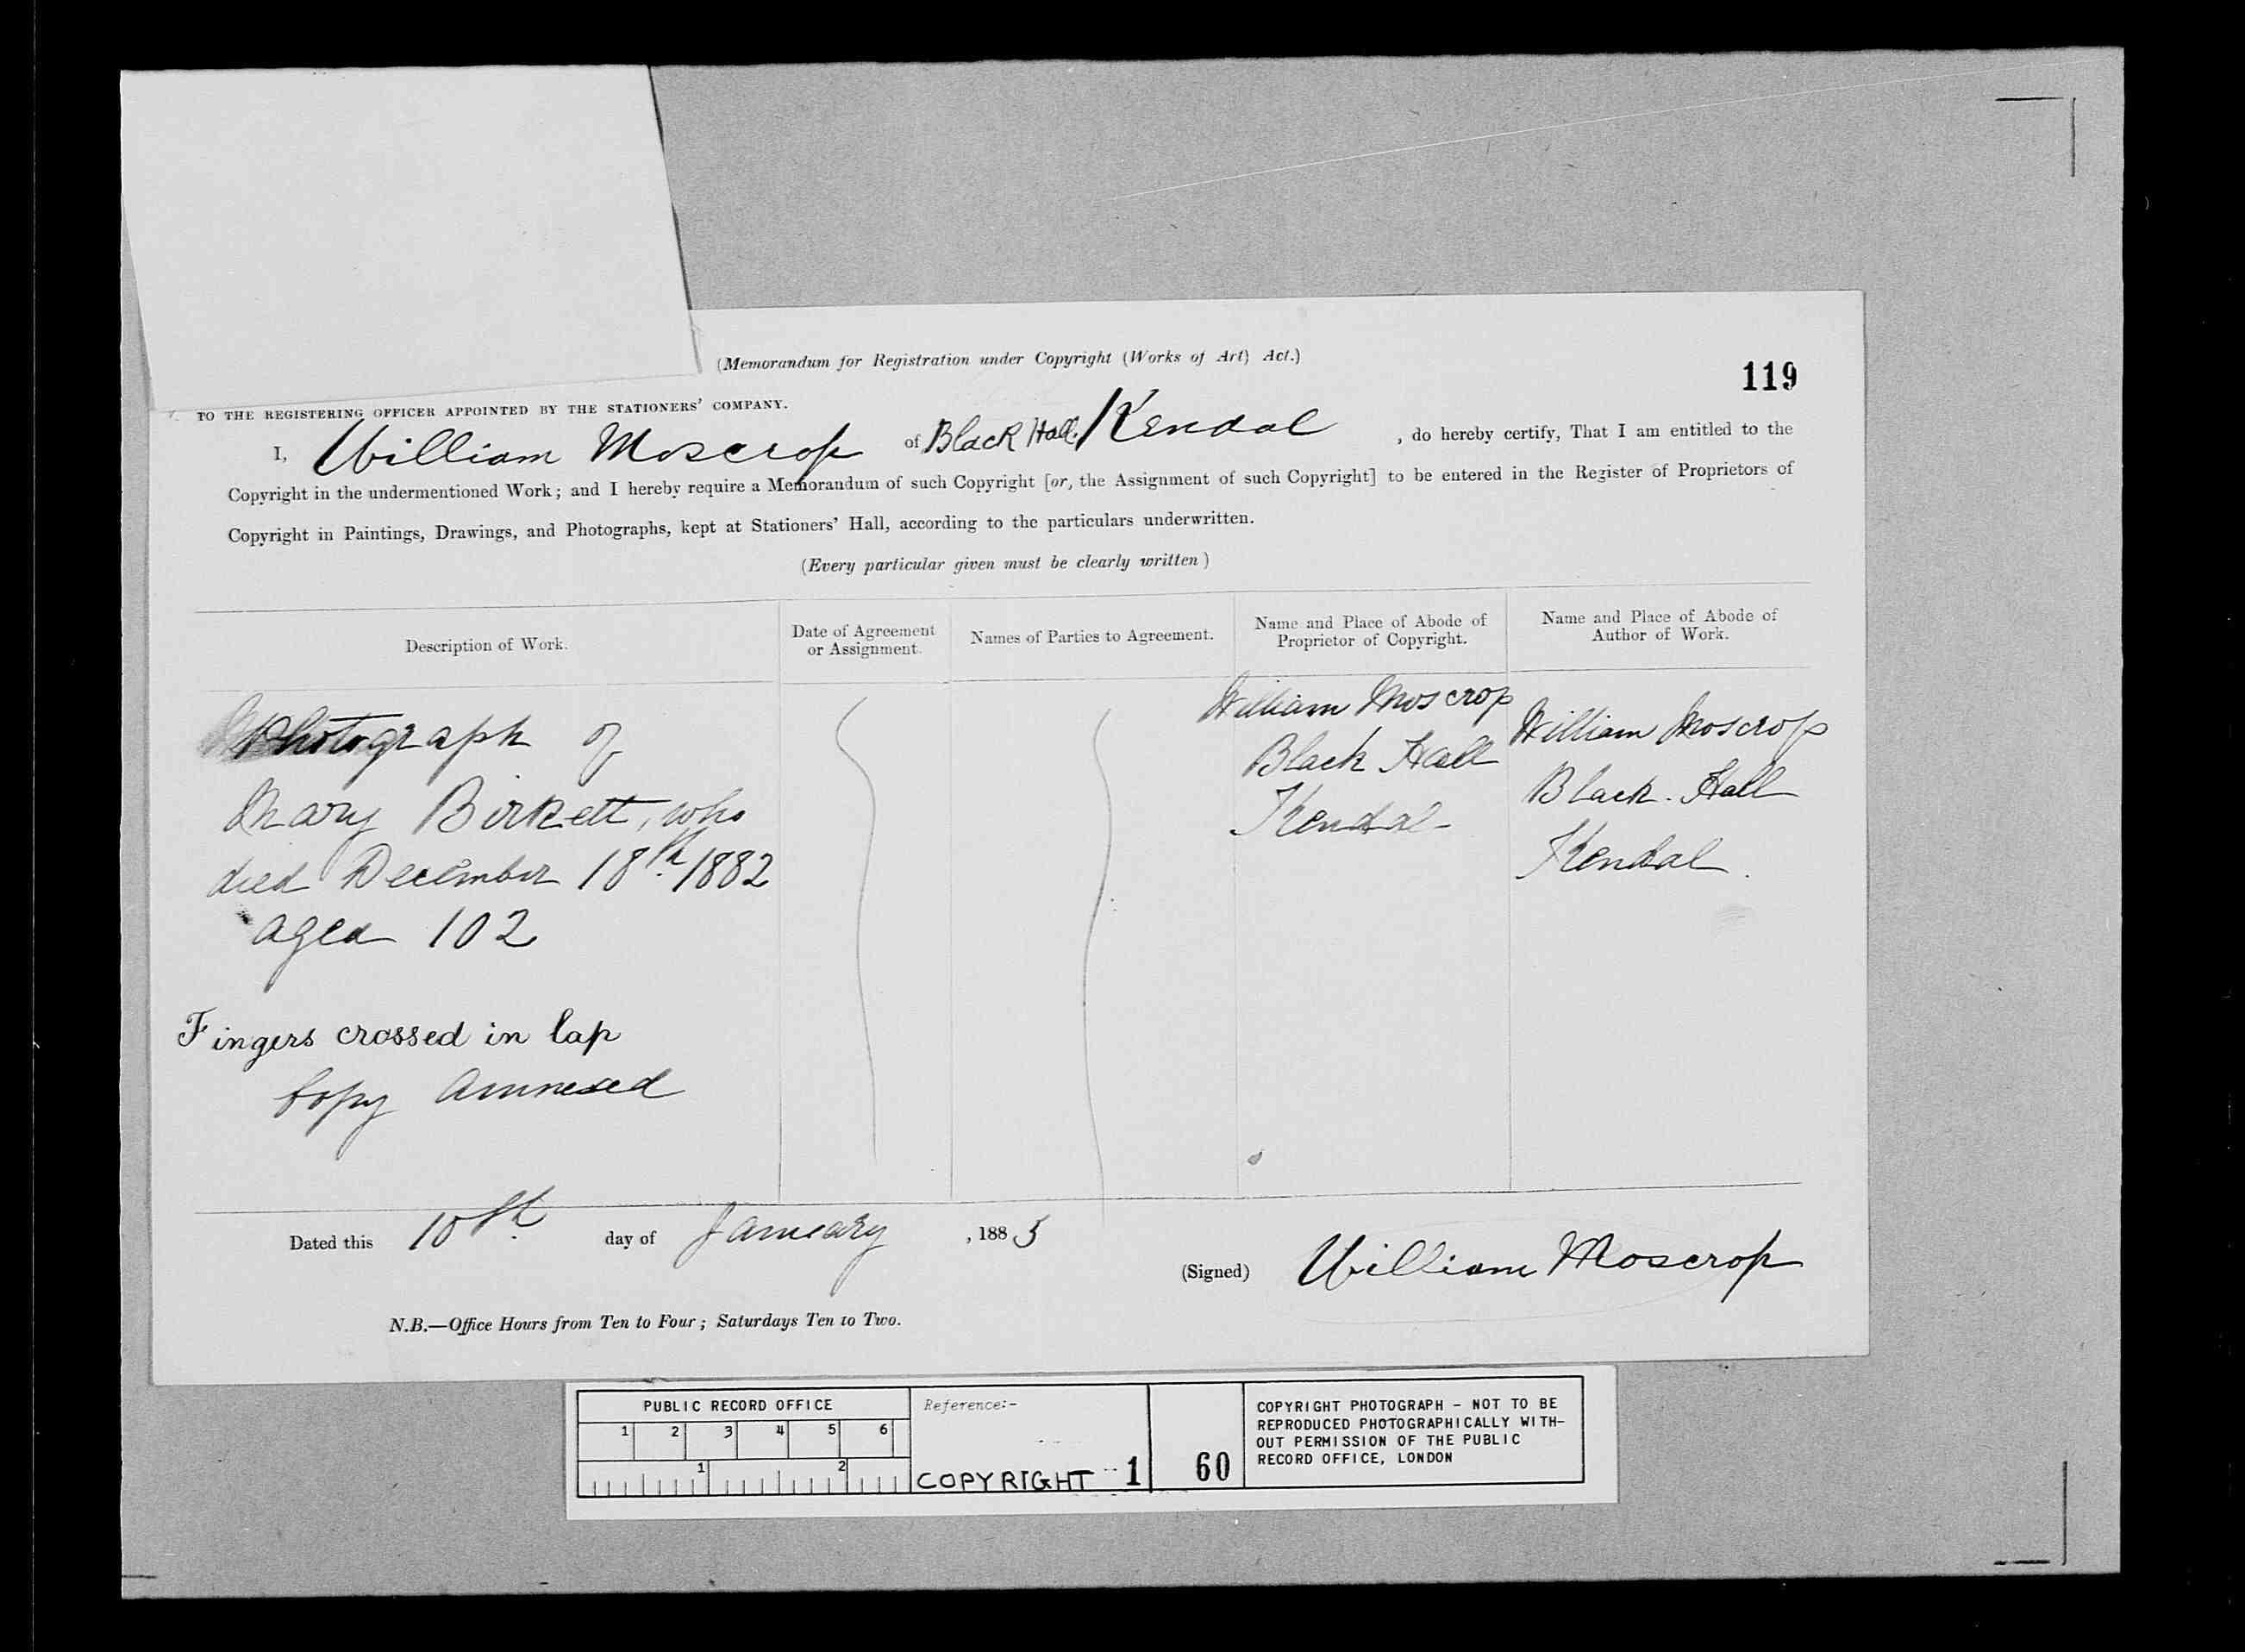 (Memorandum for Registration under Copyright (Works of Art) Act.)
119
TO THE REGISTERING OFFICER APPOINTED BY THE STATIONERS' COMPANY.
I, William Moscrop of Black Hall. Kendal , do hereby certify, That I am entitled to the
Copyright in the undermentioned Work; and I hereby require a Memorandum of such Copyright [or, the Assignment of such Copyright] to be entered in the Register of Proprietors of
Copyright in Paintings, Drawings, and Photographs, kept at Stationers' Hall, according to the particulars underwritten.
(Every particular given must be clearly written)
Description of Work.
Date of Agreement
or Assignment.
Names of Parties to Agreement.
Name and Place of Abode of
Proprietor of Copyright.
Name and Place of Abode of
Author of Work.
Photograph of
Mary Birkett, who
died December 18th. 1882
aged 102
Fingers crossed in lap
Copy annexed
William Moscrop
Black Hall
Kendal
William Moscrop
Black. Hall
Kendal.
Dated this 10th. day of January , 1883
(Signed) William Moscrop
N.B.—Office Hours from Ten to Four; Saturdays Ten to Two.
PUBLIC RECORD OFFICE
1 2 3 4 5 6
1 2
Reference:-
COPYRIGHT 1
60
COPYRIGHT PHOTOGRAPH - NOT TO BE
REPRODUCED PHOTOGRAPHICALLY WITH-
OUT PERMISSION OF THE PUBLIC
RECORD OFFICE, LONDON